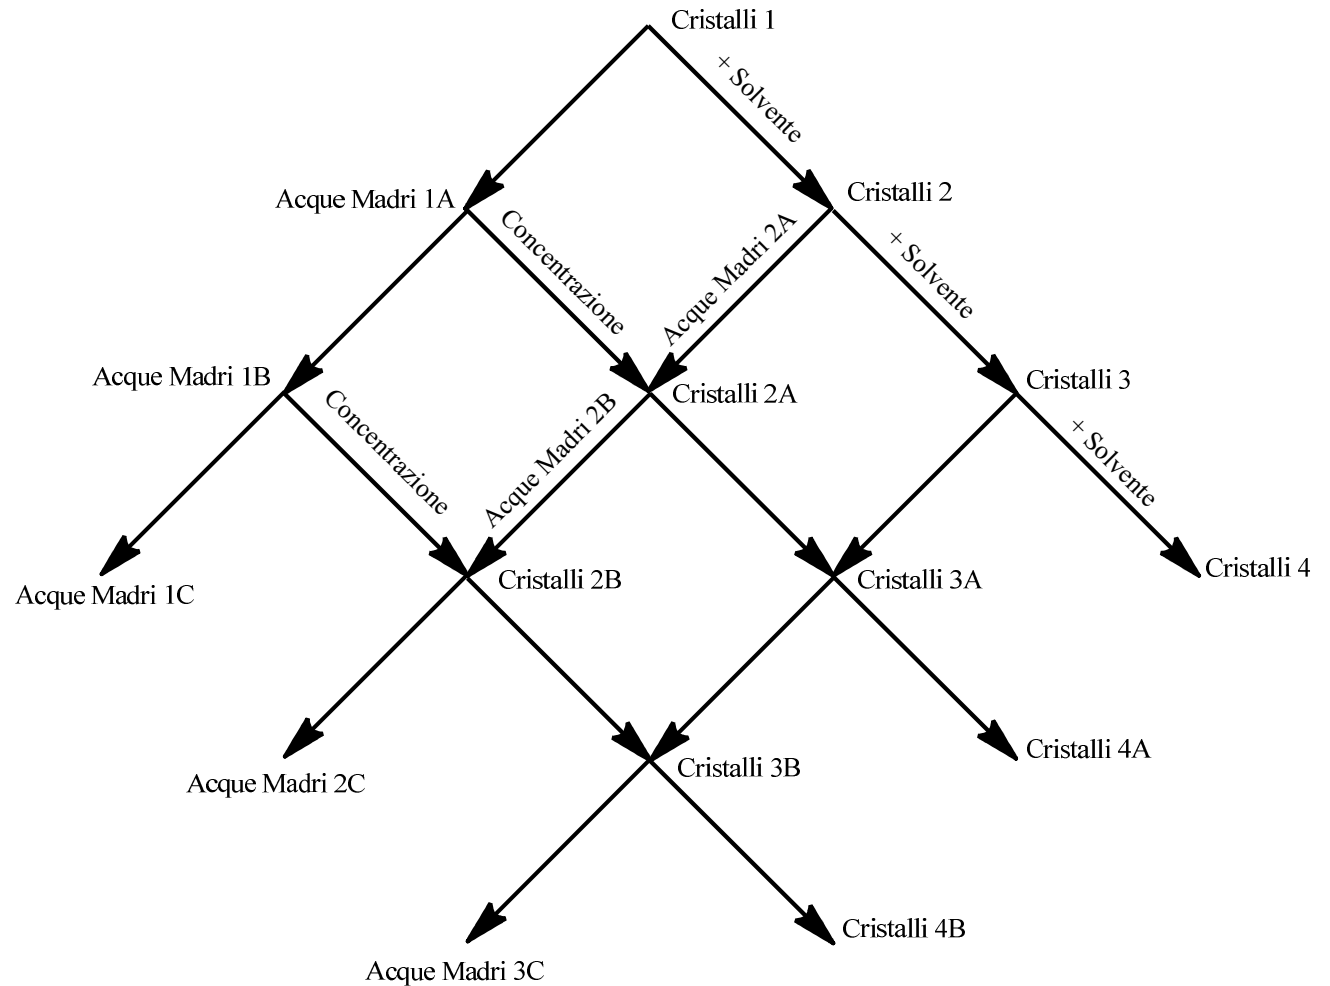 Cristalli 1
+ Solvente
Acque Madri 1A
Cristalli 2
Concentrazione
Acque Madri 2A
+ Solvente
Acque Madri 1B
Cristalli 2A
Cristalli 3
Concentrazione
Acque Madri 2B
+ Solvente
Acque Madri 1C
Cristalli 2B
Cristalli 3A
Cristalli 4
Acque Madri 2C
Cristalli 3B
Cristalli 4A
Acque Madri 3C
Cristalli 4B